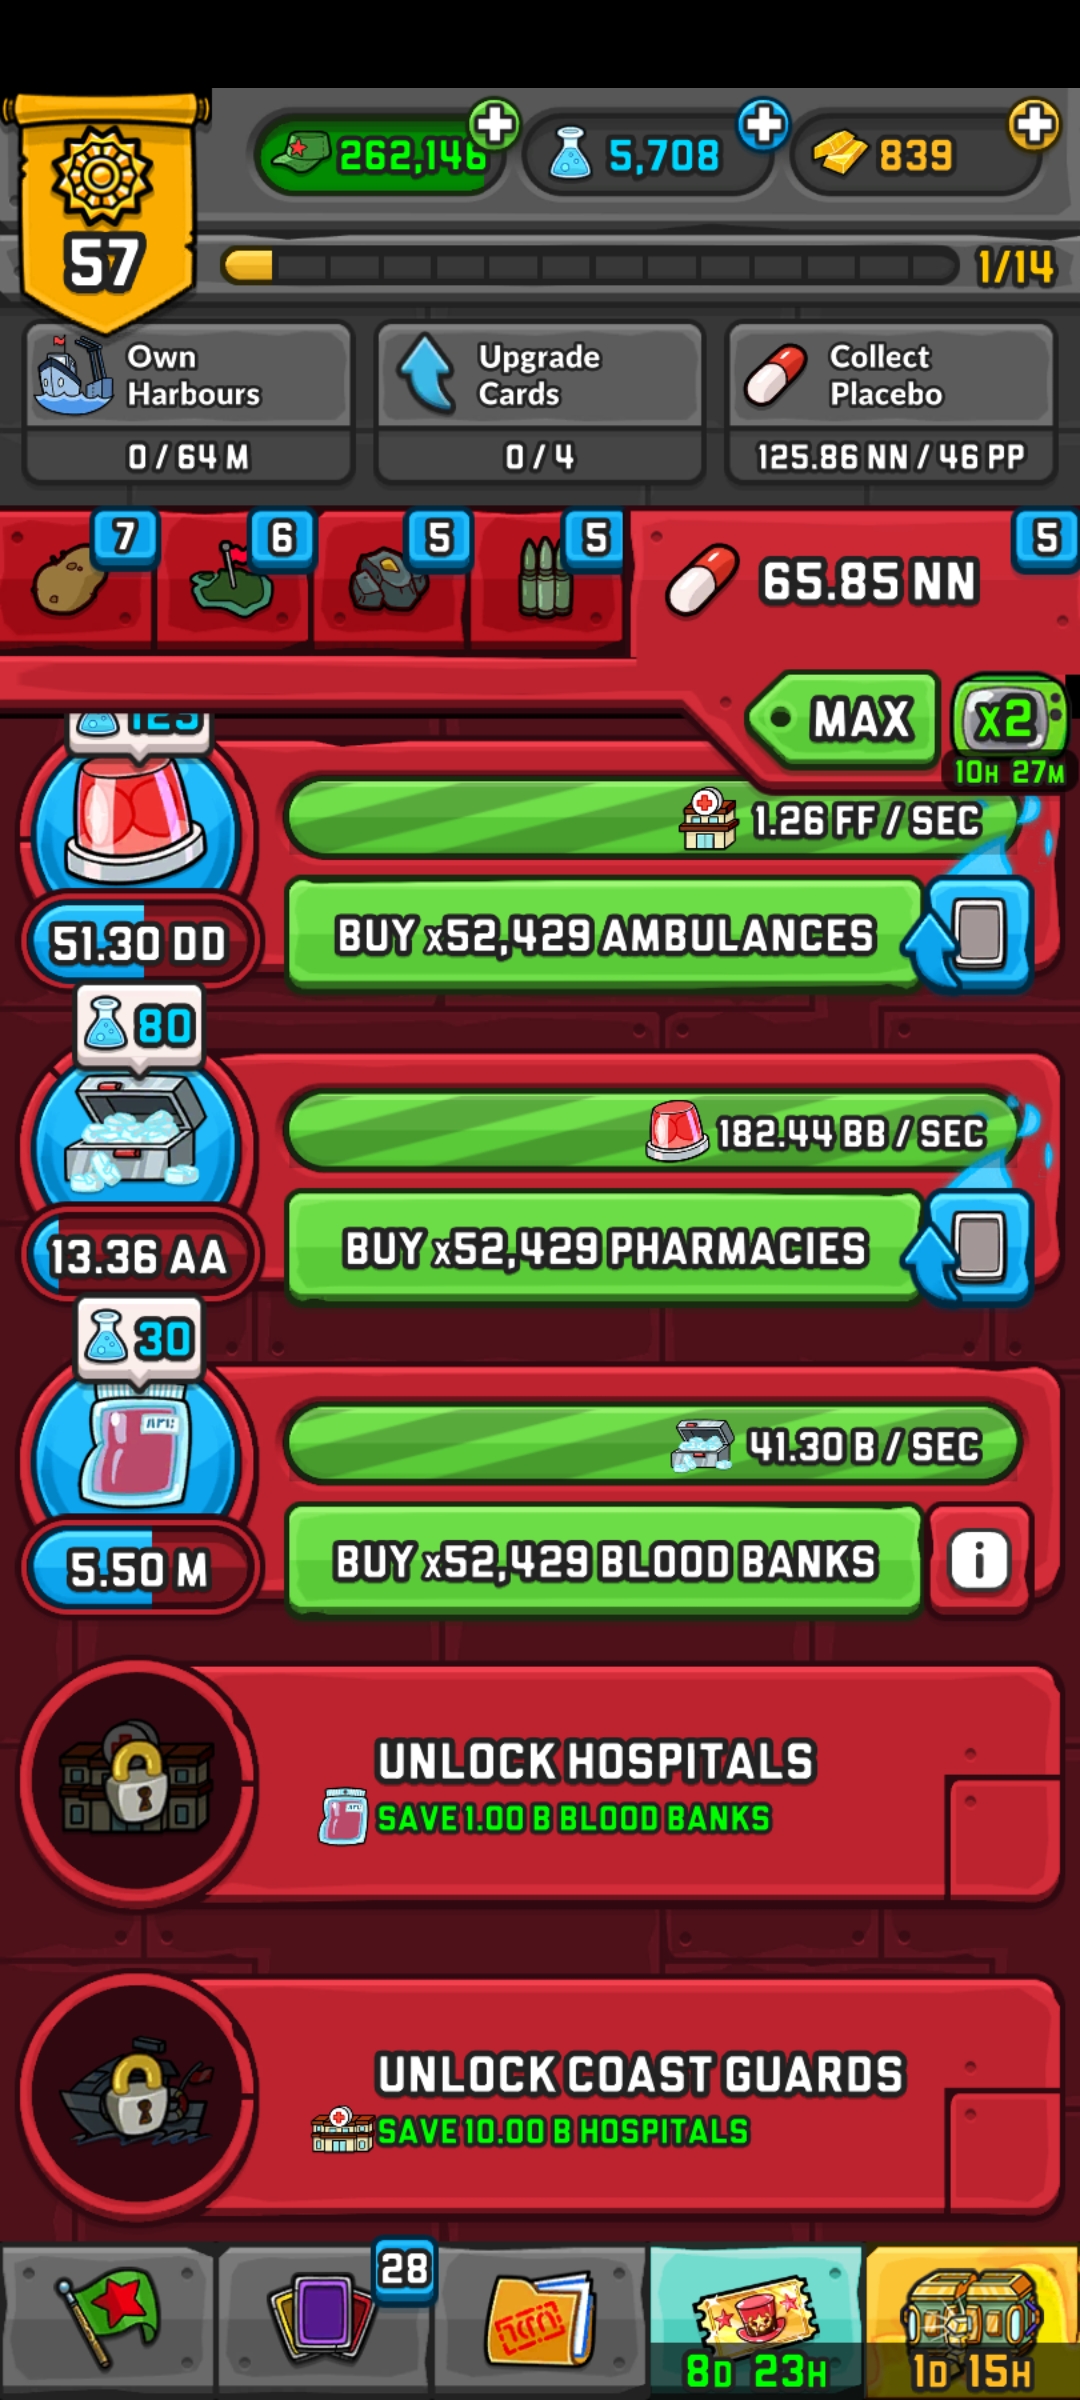 262,146
5,708
839
57
1/14
Own
Harbours
0 / 64 M
Upgrade
Cards
0 / 4
Collect
Placebo
125.86 NN / 46 PP
7
6
5
5
65.85 NN
5
MAX
x2
10H 27M
125
1.26 FF / SEC
51.30 DD
BUY x52,429 AMBULANCES
80
182.44 BB / SEC
13.36 AA
BUY x52,429 PHARMACIES
30
41.30 B / SEC
5.50 M
BUY x52,429 BLOOD BANKS
i
UNLOCK HOSPITALS
SAVE 1.00 B BLOOD BANKS
UNLOCK COAST GUARDS
SAVE 10.00 B HOSPITALS
28
8D 23H
1D 15H